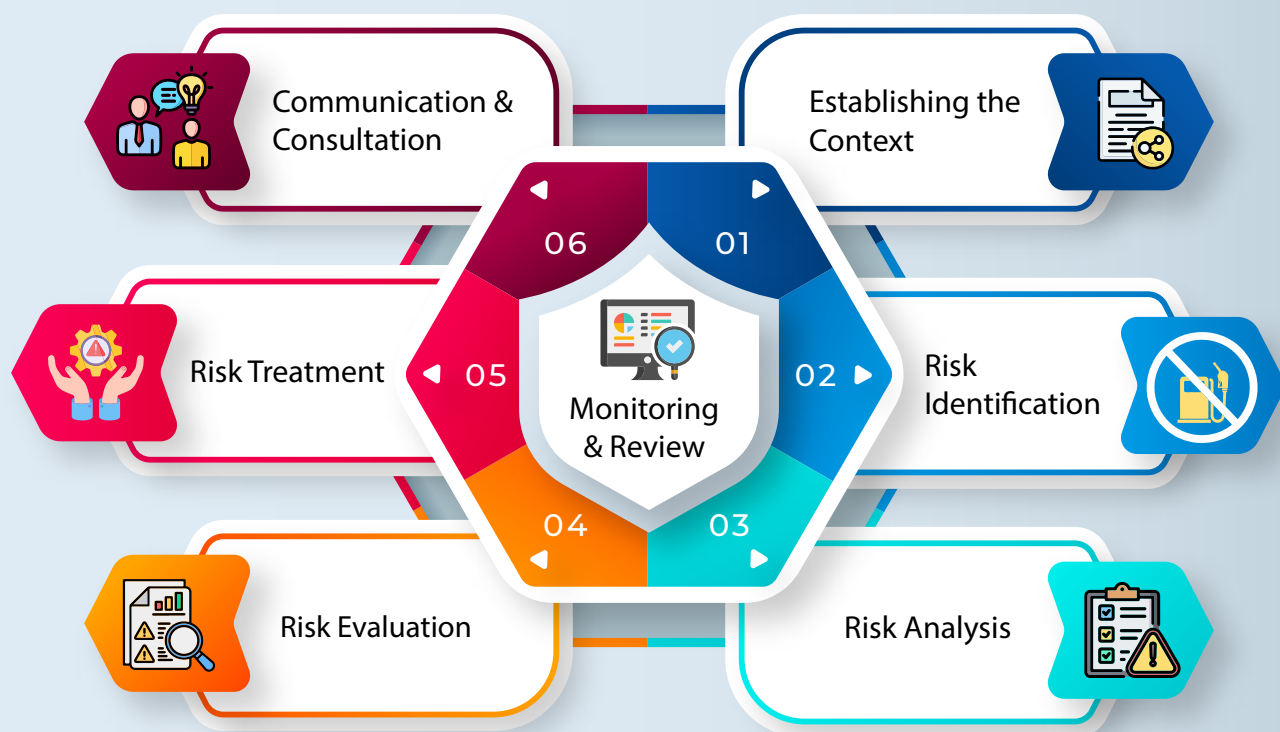 Communication &
Consultation
Establishing the
Context
06
01
Risk Treatment
05
Monitoring
& Review
02
Risk
Identification
04
03
Risk Evaluation
Risk Analysis